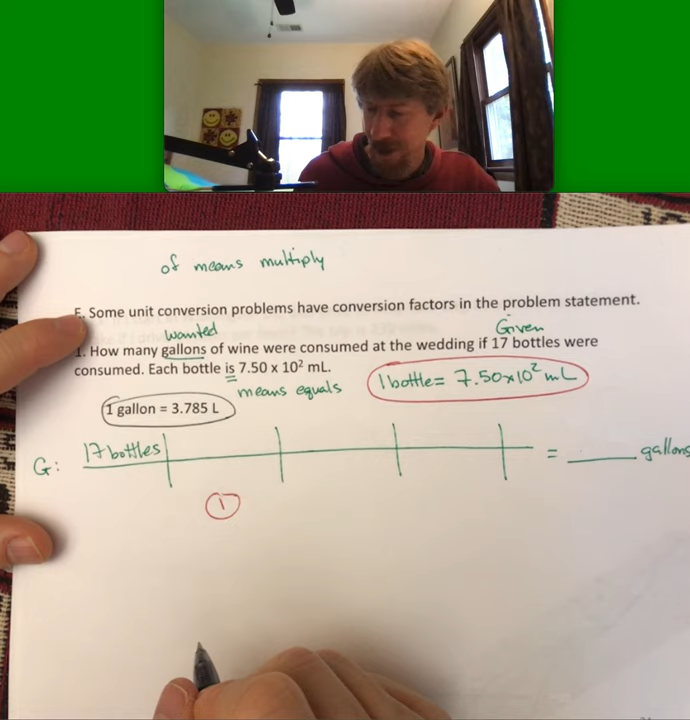 of means multiply
E. Some unit conversion problems have conversion factors in the problem statement.
wanted Given
1. How many gallons of wine were consumed at the wedding if 17 bottles were
consumed. Each bottle is 7.50 x 10² mL.
means equals 1 bottle = 7.50x10² mL
1 gallon = 3.785 L
G: 17 bottles = ____ gallons
1